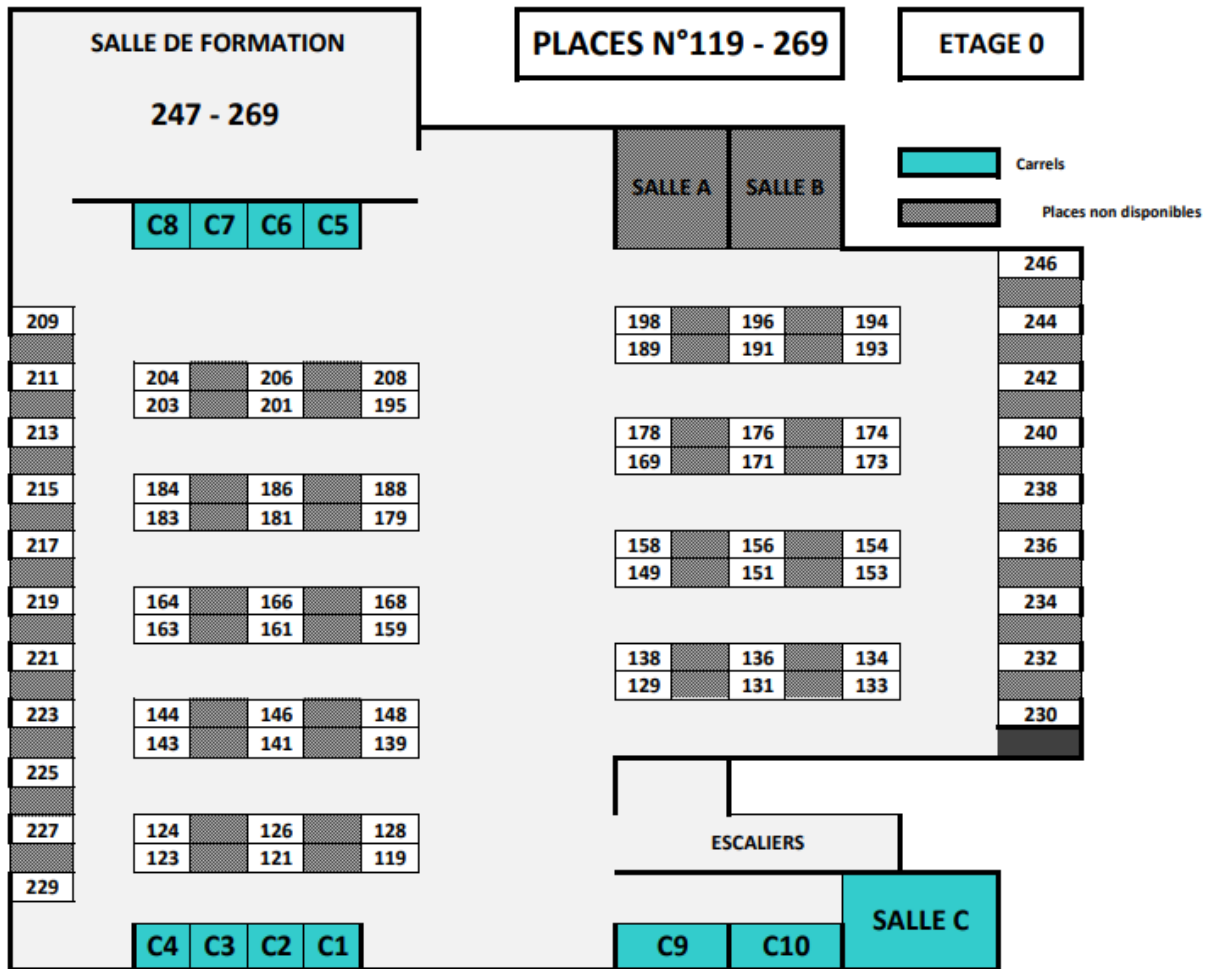 SALLE DE FORMATION
PLACES N°119 - 269
ETAGE 0
247 - 269
Carrels
SALLE A SALLE B
Places non disponibles
C8 C7 C6 C5
246
209 198 196 194 244
189 191 193
211 204 206 208 242
203 201 195
213 178 176 174 240
169 171 173
215 184 186 188 238
183 181 179
217 158 156 154 236
149 151 153
219 164 166 168 234
163 161 159
221 138 136 134 232
129 131 133
223 144 146 148 230
143 141 139
225
227 124 126 128
ESCALIERS
123 121 119
229
SALLE C
C4 C3 C2 C1 C9 C10